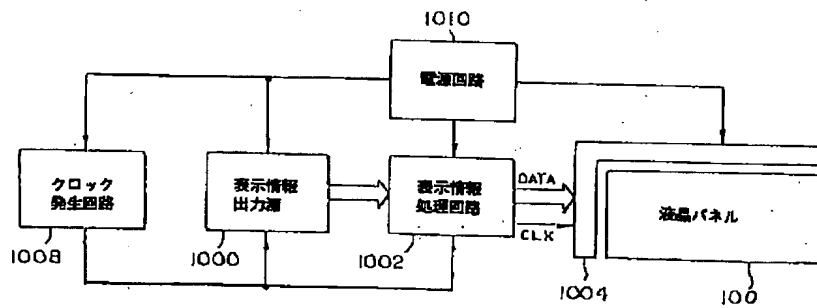 1010
電源回路
クロック
発生回路
表示情報
出力源
表示情報
処理回路
DATA
CLX
液晶パネル
1008
1000
1002
1004
100